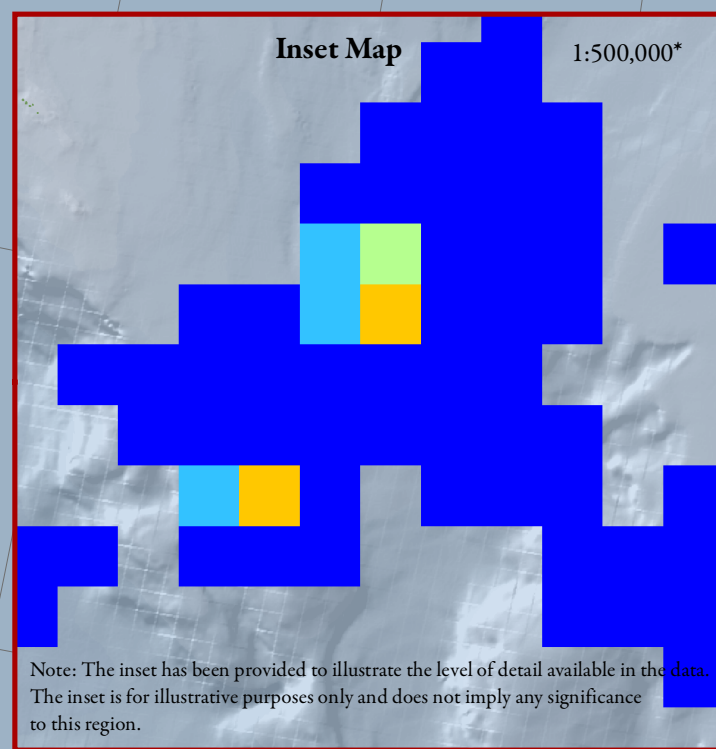 Inset Map
1:500,000*
Note: The inset has been provided to illustrate the level of detail available in the data.
The inset is for illustrative purposes only and does not imply any significance
to this region.